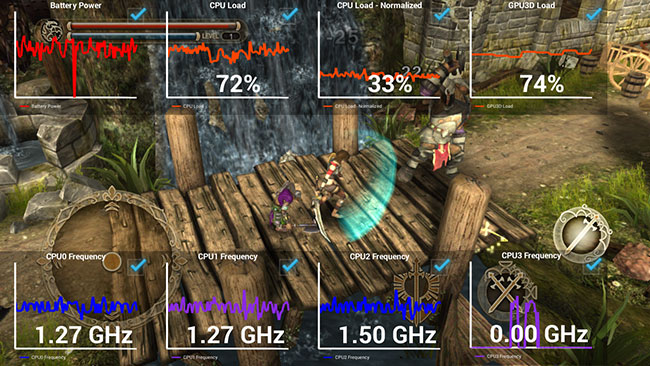 Battery Power
CPU Load
CPU Load - Normalized
GPU3D Load
LEVEL 1
72%
33%
74%
Battery Power
CPU Load
CPU Load - Normalized
GPU3D Load
CPU0 Frequency
CPU1 Frequency
CPU2 Frequency
CPU3 Frequency
1.27 GHz
1.27 GHz
1.50 GHz
0.00 GHz
CPU0 Frequency
CPU1 Frequency
CPU2 Frequency
CPU3 Frequency